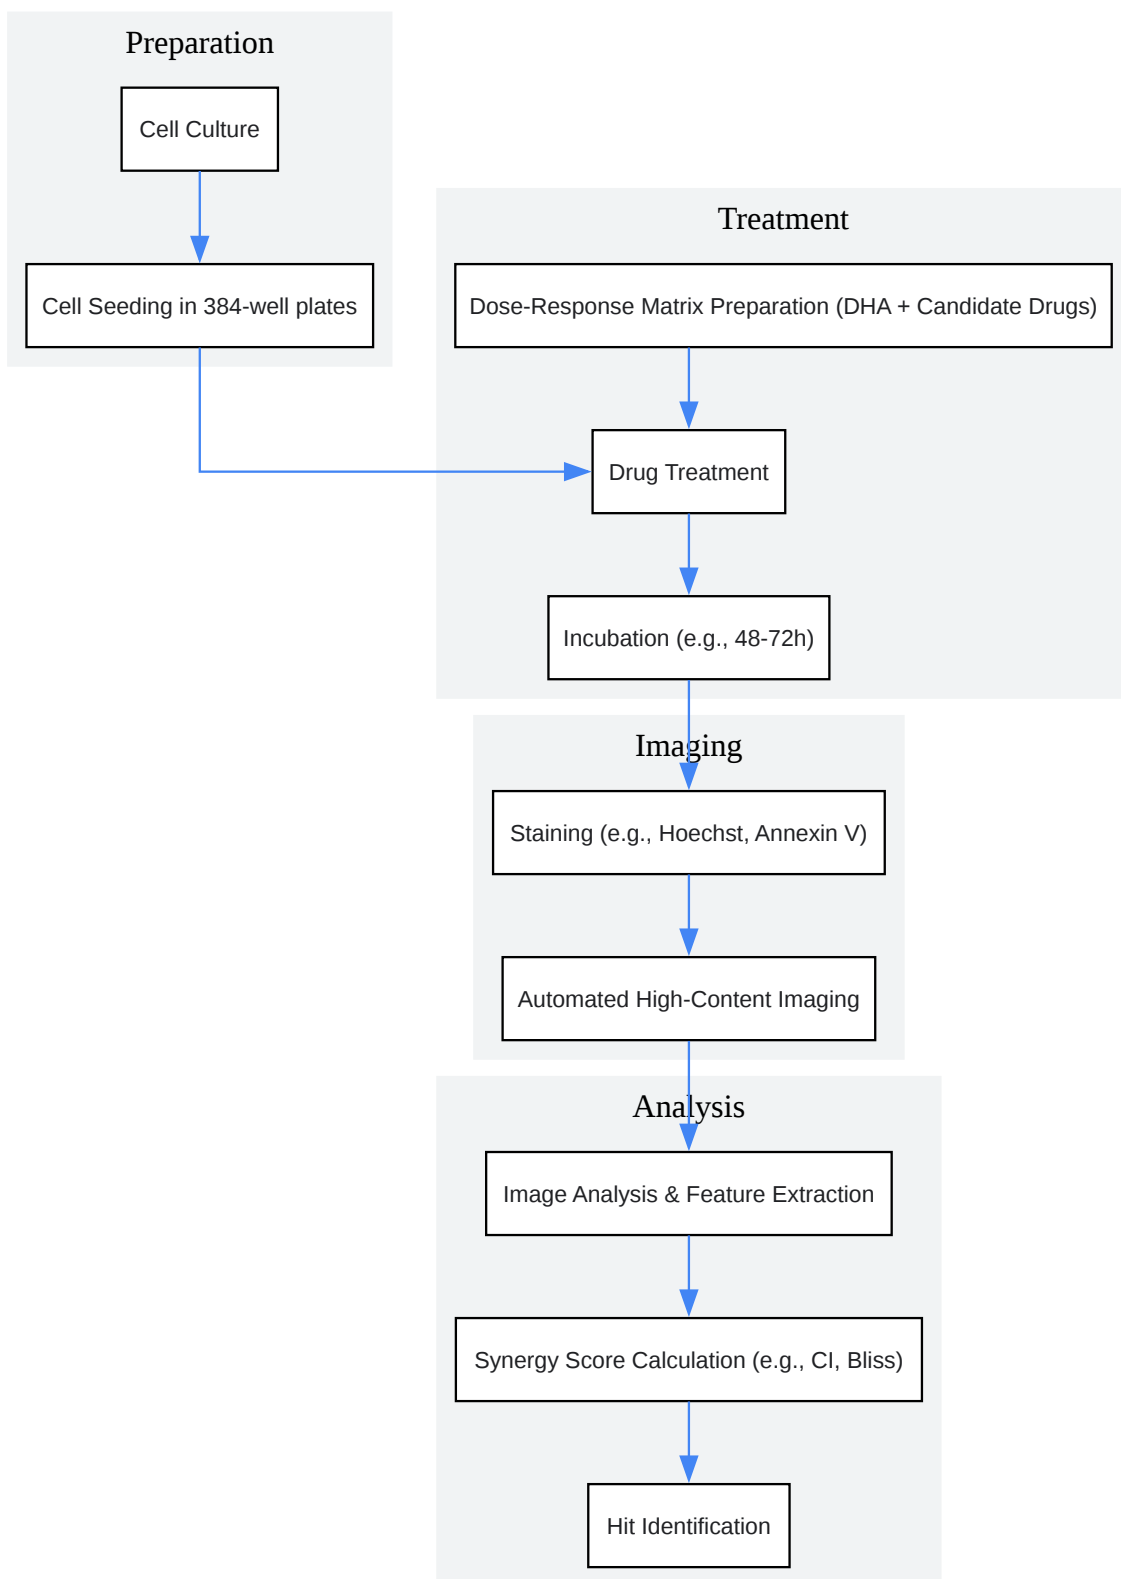 Preparation
Cell Culture
Cell Seeding in 384-well plates
Treatment
Dose-Response Matrix Preparation (DHA + Candidate Drugs)
Drug Treatment
Incubation (e.g., 48-72h)
Imaging
Staining (e.g., Hoechst, Annexin V)
Automated High-Content Imaging
Analysis
Image Analysis & Feature Extraction
Synergy Score Calculation (e.g., CI, Bliss)
Hit Identification